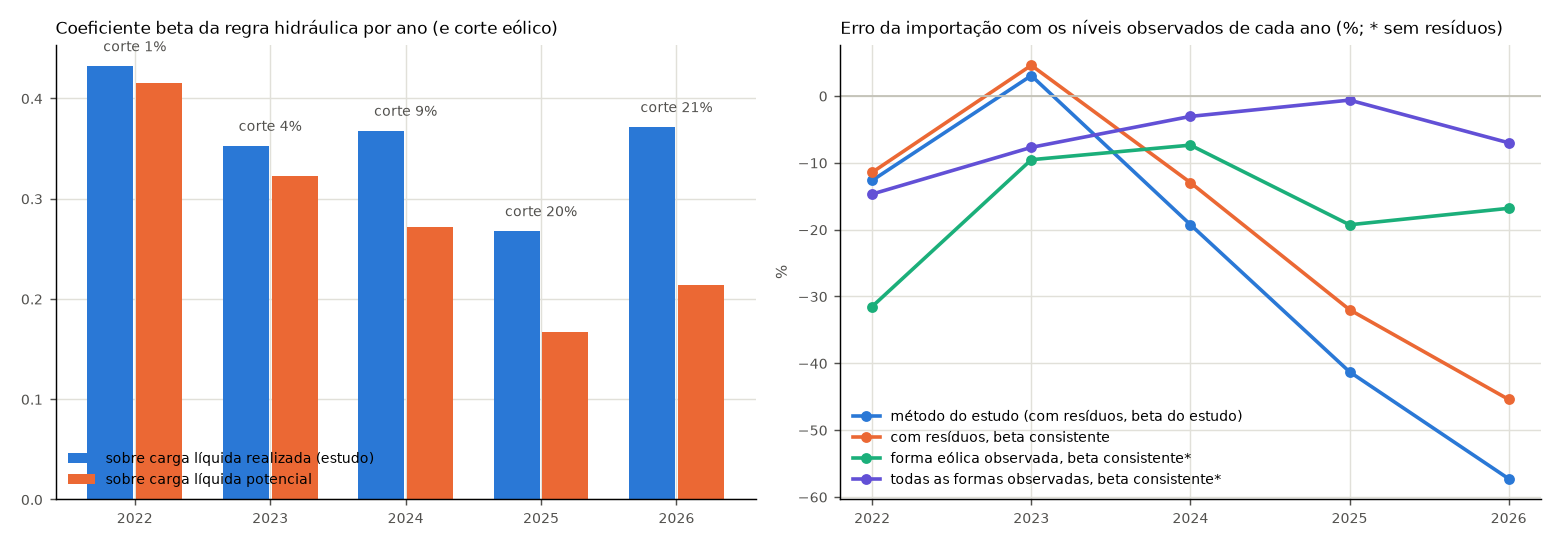 Coeficiente beta da regra hidráulica por ano (e corte eólico)
corte 1%
corte 4%
corte 9%
corte 20%
corte 21%
0.4
0.3
0.2
0.1
0.0
sobre carga líquida realizada (estudo)
sobre carga líquida potencial
2022
2023
2024
2025
2026
Erro da importação com os níveis observados de cada ano (%; * sem resíduos)
%
0
−10
−20
−30
−40
−50
−60
método do estudo (com resíduos, beta do estudo)
com resíduos, beta consistente
forma eólica observada, beta consistente*
todas as formas observadas, beta consistente*
2022
2023
2024
2025
2026